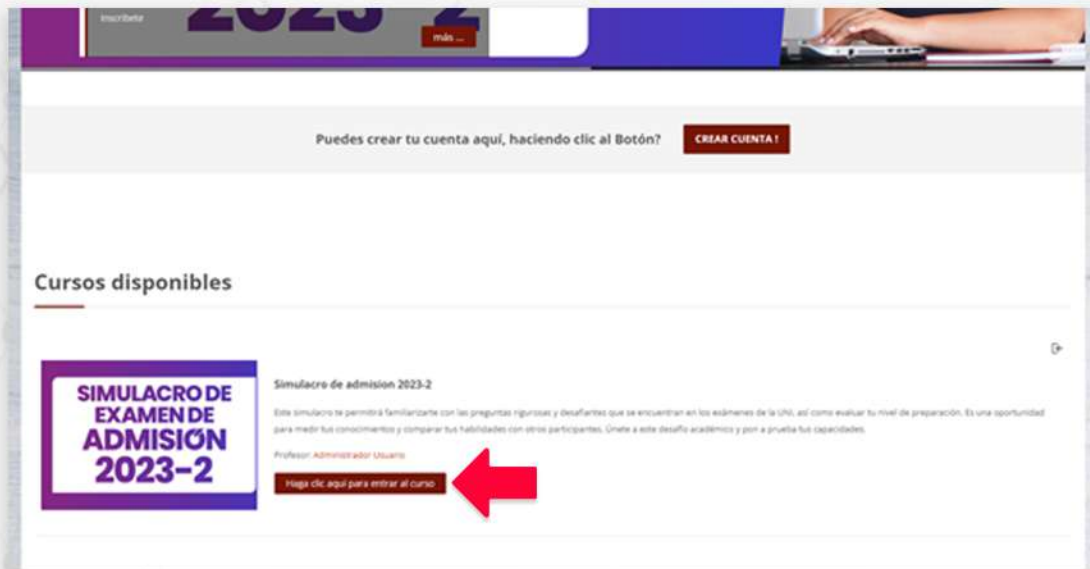 Inscríbete
2023-2
más ...
Puedes crear tu cuenta aquí, haciendo clic al Botón?
CREAR CUENTA !
Cursos disponibles
SIMULACRO DE
EXAMEN DE
ADMISIÓN
2023-2
Simulacro de admision 2023-2
Este simulacro te permitirá familiarizarte con las preguntas rigurosas y desafiantes que se encuentran en los exámenes de la UNI, así como evaluar tu nivel de preparación. Es una oportunidad
para medir tus conocimientos y comparar tus habilidades con otros participantes. Únete a este desafío académico y pon a prueba tus capacidades.
Profesor: Administrador Usuario
Haga clic aquí para entrar al curso